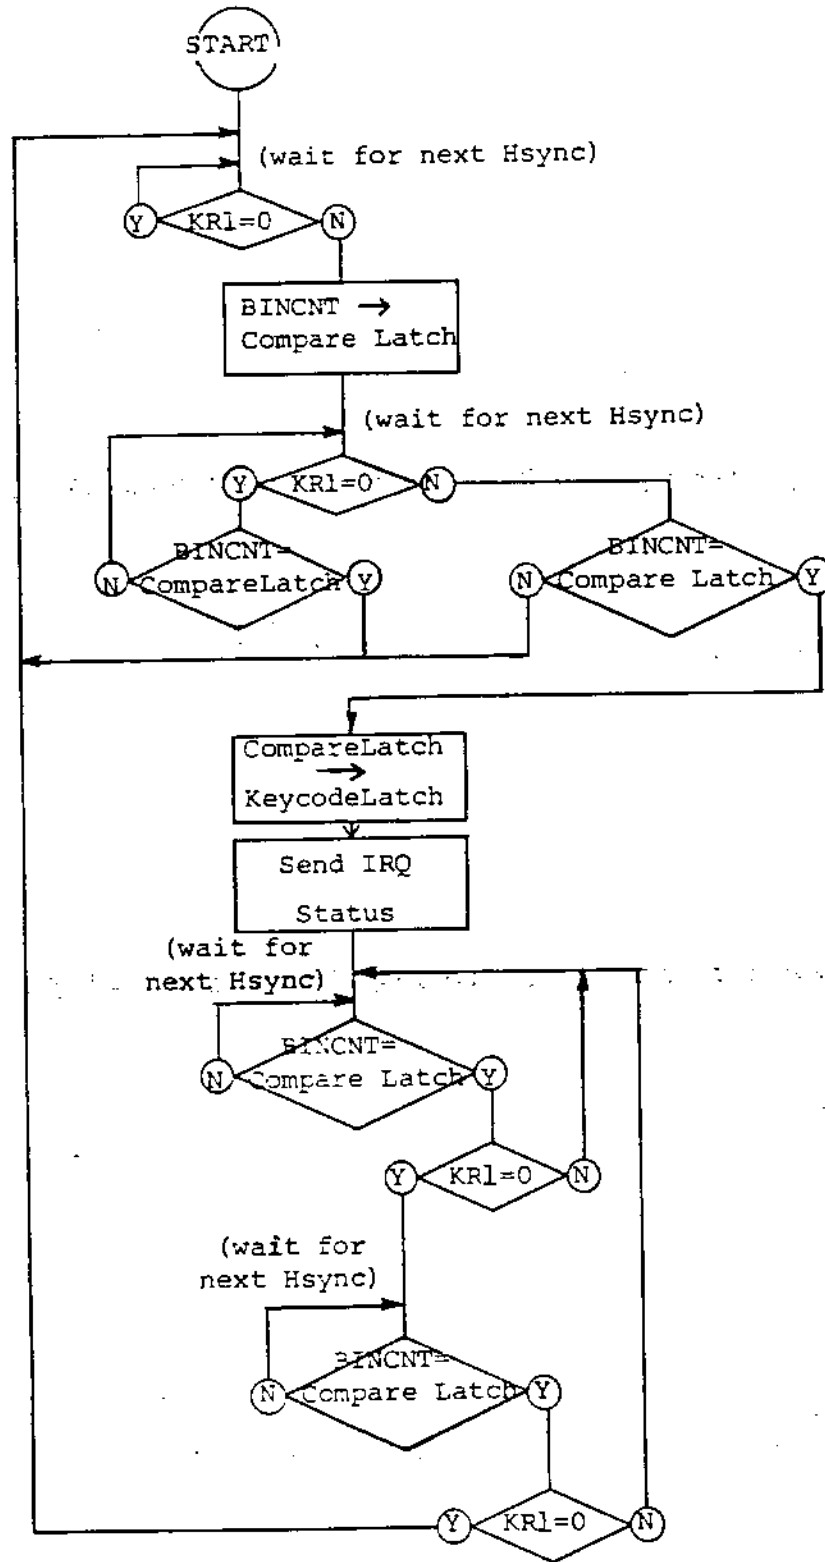 START
(wait for next Hsync)
Y
KR1=0
N
BINCNT →
Compare Latch
(wait for next Hsync)
Y
KR1=0
N
BINCNT=
N
CompareLatch
Y
BINCNT=
N
Compare Latch
Y
CompareLatch
→
KeycodeLatch
Send IRQ
Status
(wait for
next Hsync)
BINCNT=
N
Compare Latch
Y
Y
KR1=0
N
(wait for
next Hsync)
BINCNT=
N
Compare Latch
Y
Y
KR1=0
N